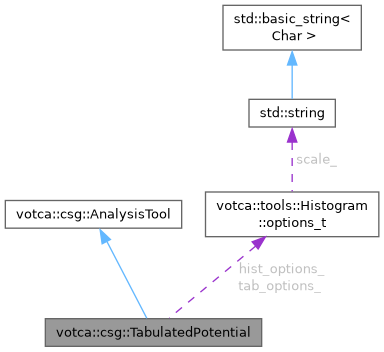 std::basic_string<
Char >
std::string
scale_
votca::csg::AnalysisTool
votca::tools::Histogram
::options_t
hist_options_
tab_options_
votca::csg::TabulatedPotential